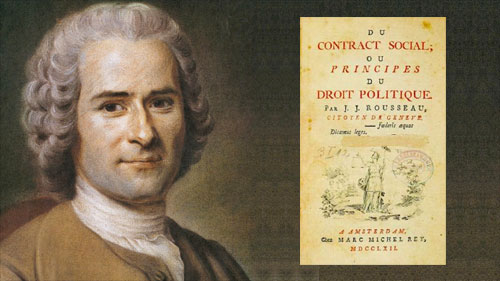 DU
CONTRACT SOCIAL;
OU
PRINCIPES
DU
DROIT POLITIQUE.
PAR J. J. ROUSSEAU,
CITOYEN DE GENEVE.
— fœderis æquas
Dicamus leges.
A AMSTERDAM,
Chez MARC MICHEL REY,
MDCCLXII.